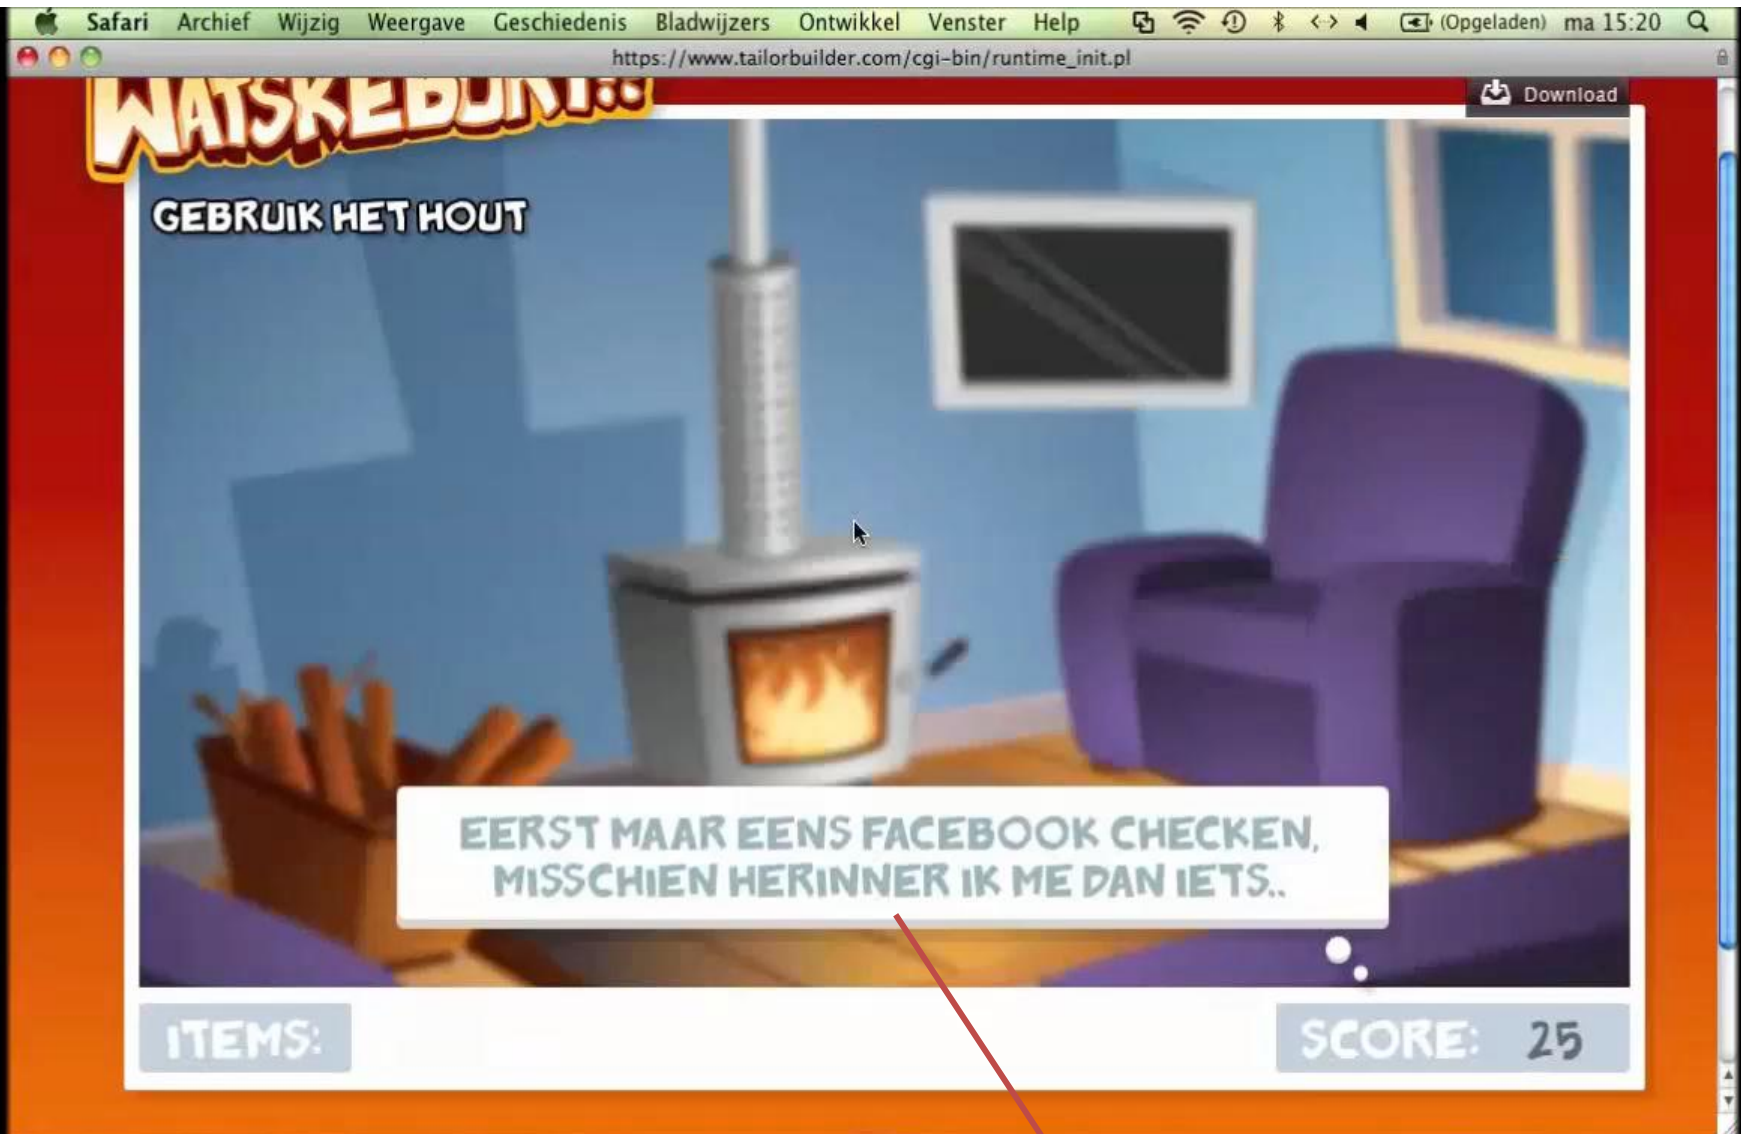 Safari Archief Wijzig Weergave Geschiedenis Bladwijzers Ontwikkel Venster Help (Opgeladen) ma 15:20
https://www.tailorbuilder.com/cgi-bin/runtime_init.pl
WATSKEBURT!!
Download
GEBRUIK HET HOUT
EERST MAAR EENS FACEBOOK CHECKEN,
MISSCHIEN HERINNER IK ME DAN IETS..
ITEMS:
SCORE: 25